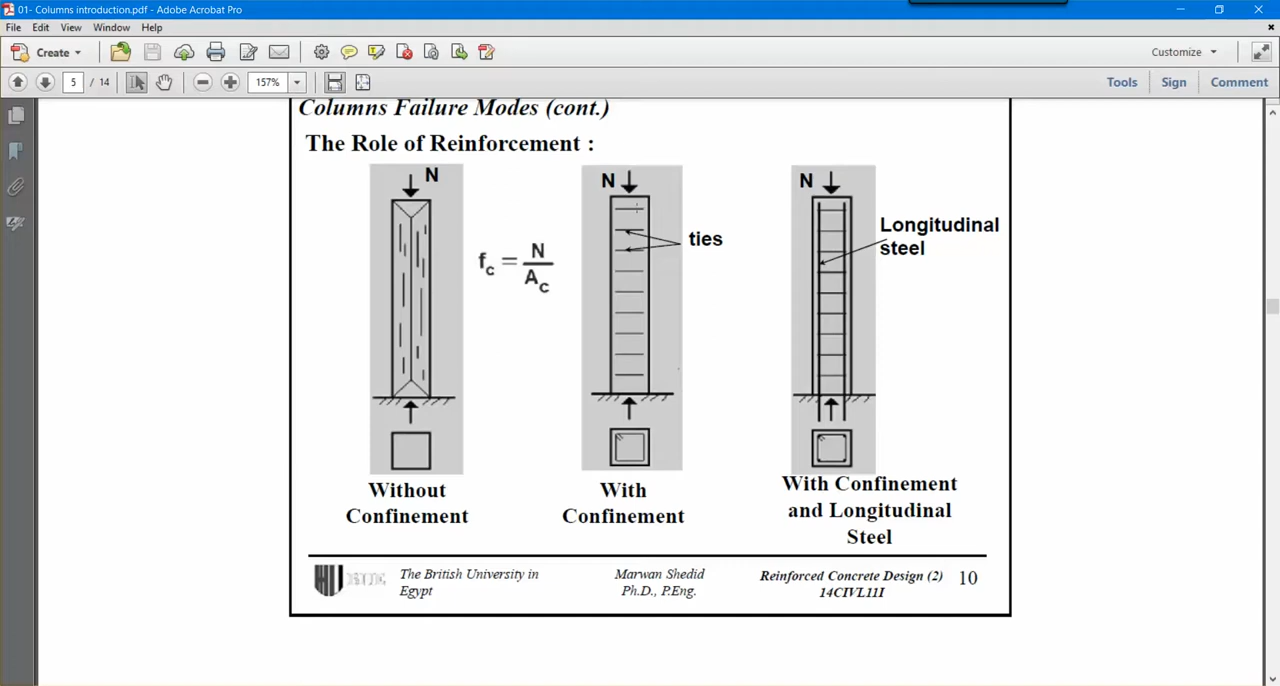 01- Columns introduction.pdf - Adobe Acrobat Pro
File Edit View Window Help
Create
Customize
5 / 14
157%
Tools Sign Comment
Columns Failure Modes (cont.)
The Role of Reinforcement :
N
N
N
fc = N
Ac
ties
Longitudinal
steel
Without
Confinement
With
Confinement
With Confinement
and Longitudinal
Steel
The British University in
Egypt
Marwan Shedid
Ph.D., P.Eng.
Reinforced Concrete Design (2)
14CIVL11I
10